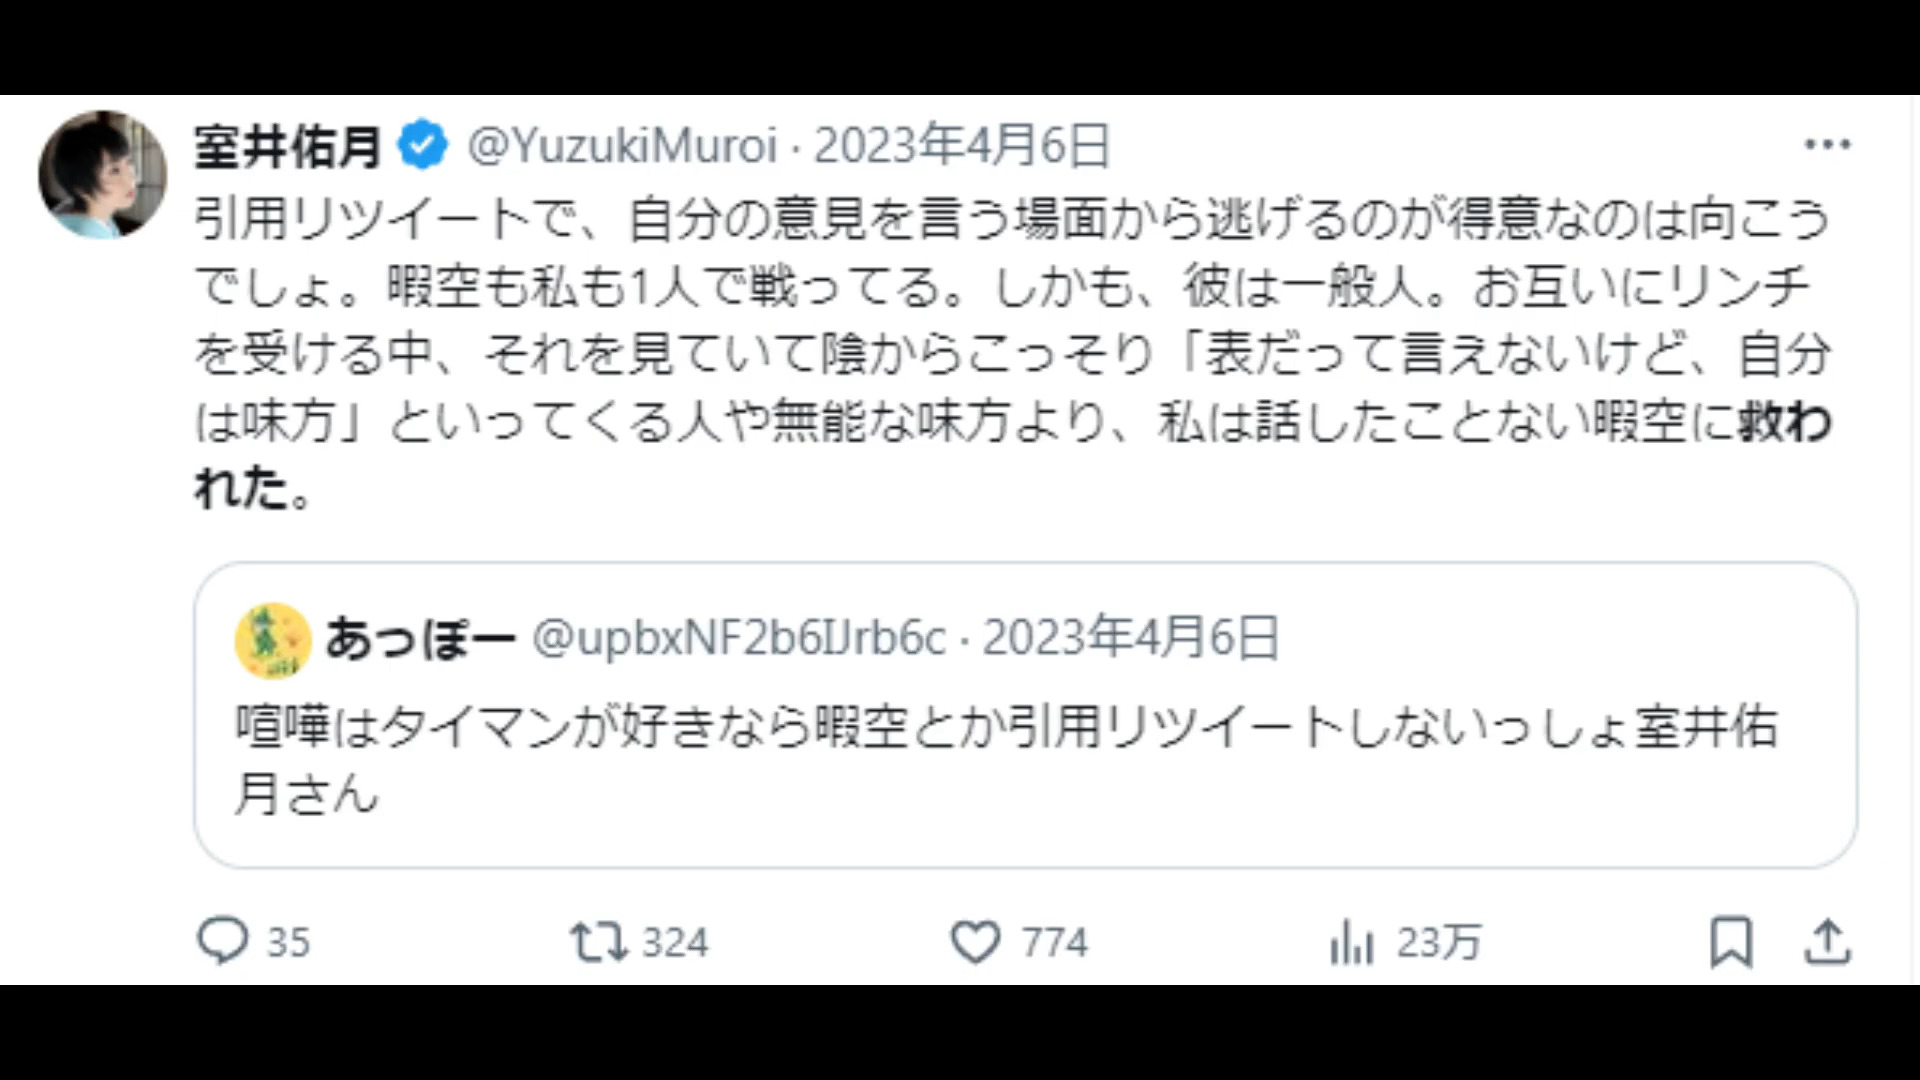 室井佑月 @YuzukiMuroi · 2023年4月6日
引用リツイートで、自分の意見を言う場面から逃げるのが得意なのは向こう
でしょ。暇空も私も1人で戦ってる。しかも、彼は一般人。お互いにリンチ
を受ける中、それを見ていて陰からこっそり「表だって言えないけど、自分
は味方」といってくる人や無能な味方より、私は話したことない暇空に救わ
れた。
あっぽー @upbxNF2b6IJrb6c · 2023年4月6日
喧嘩はタイマンが好きなら暇空とか引用リツイートしないっしょ室井佑
月さん
35 324 774 23万